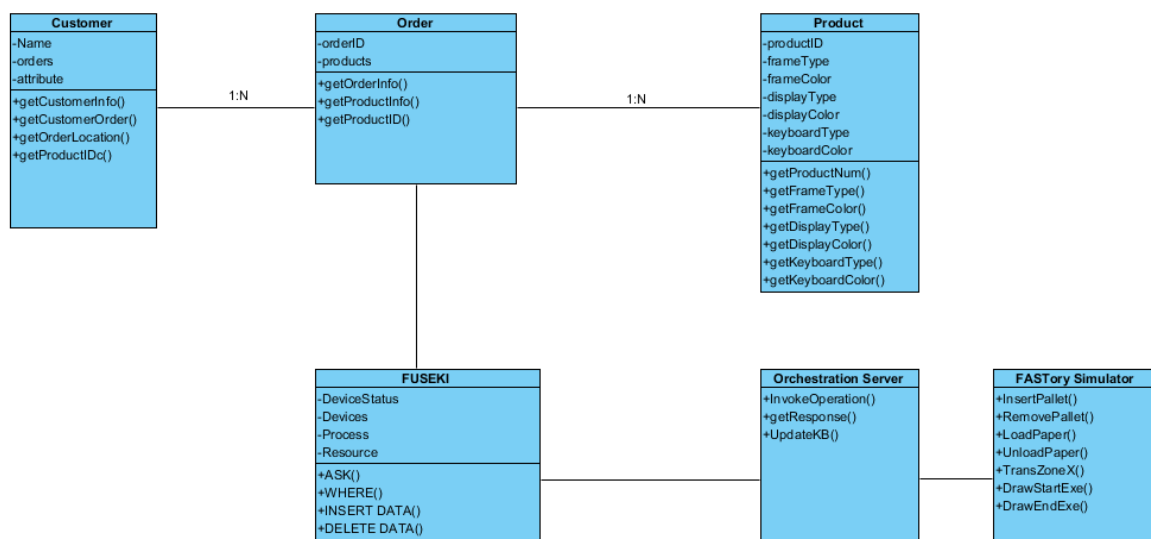 Customer
-Name
-orders
-attribute
+getCustomerInfo()
+getCustomerOrder()
+getOrderLocation()
+getProductIDc()
1:N
Order
-orderID
-products
+getOrderInfo()
+getProductInfo()
+getProductID()
1:N
Product
-productID
-frameType
-frameColor
-displayType
-displayColor
-keyboardType
-keyboardColor
+getProductNum()
+getFrameType()
+getFrameColor()
+getDisplayType()
+getDisplayColor()
+getKeyboardType()
+getKeyboardColor()
FUSEKI
-DeviceStatus
-Devices
-Process
-Resource
+ASK()
+WHERE()
+INSERT DATA()
+DELETE DATA()
Orchestration Server
+InvokeOperation()
+getResponse()
+UpdateKB()
FASTory Simulator
+InsertPallet()
+RemovePallet()
+LoadPaper()
+UnloadPaper()
+TransZoneX()
+DrawStartExe()
+DrawEndExe()